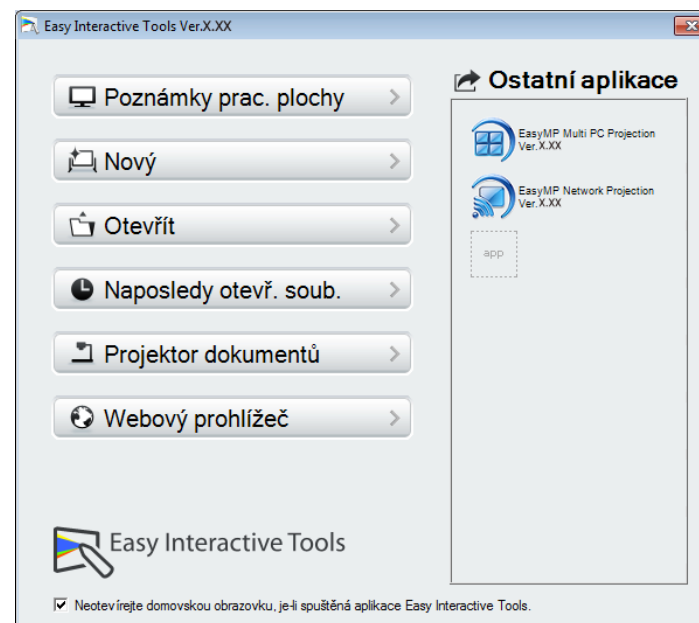 Easy Interactive Tools Ver.X.XX
Poznámky prac. plochy
Nový
Otevřít
Naposledy otevř. soub.
Projektor dokumentů
Webový prohlížeč
Ostatní aplikace
EasyMP Multi PC Projection
Ver.X.XX
EasyMP Network Projection
Ver.X.XX
app
Easy Interactive Tools
Neotevírejte domovskou obrazovku, je-li spuštěná aplikace Easy Interactive Tools.